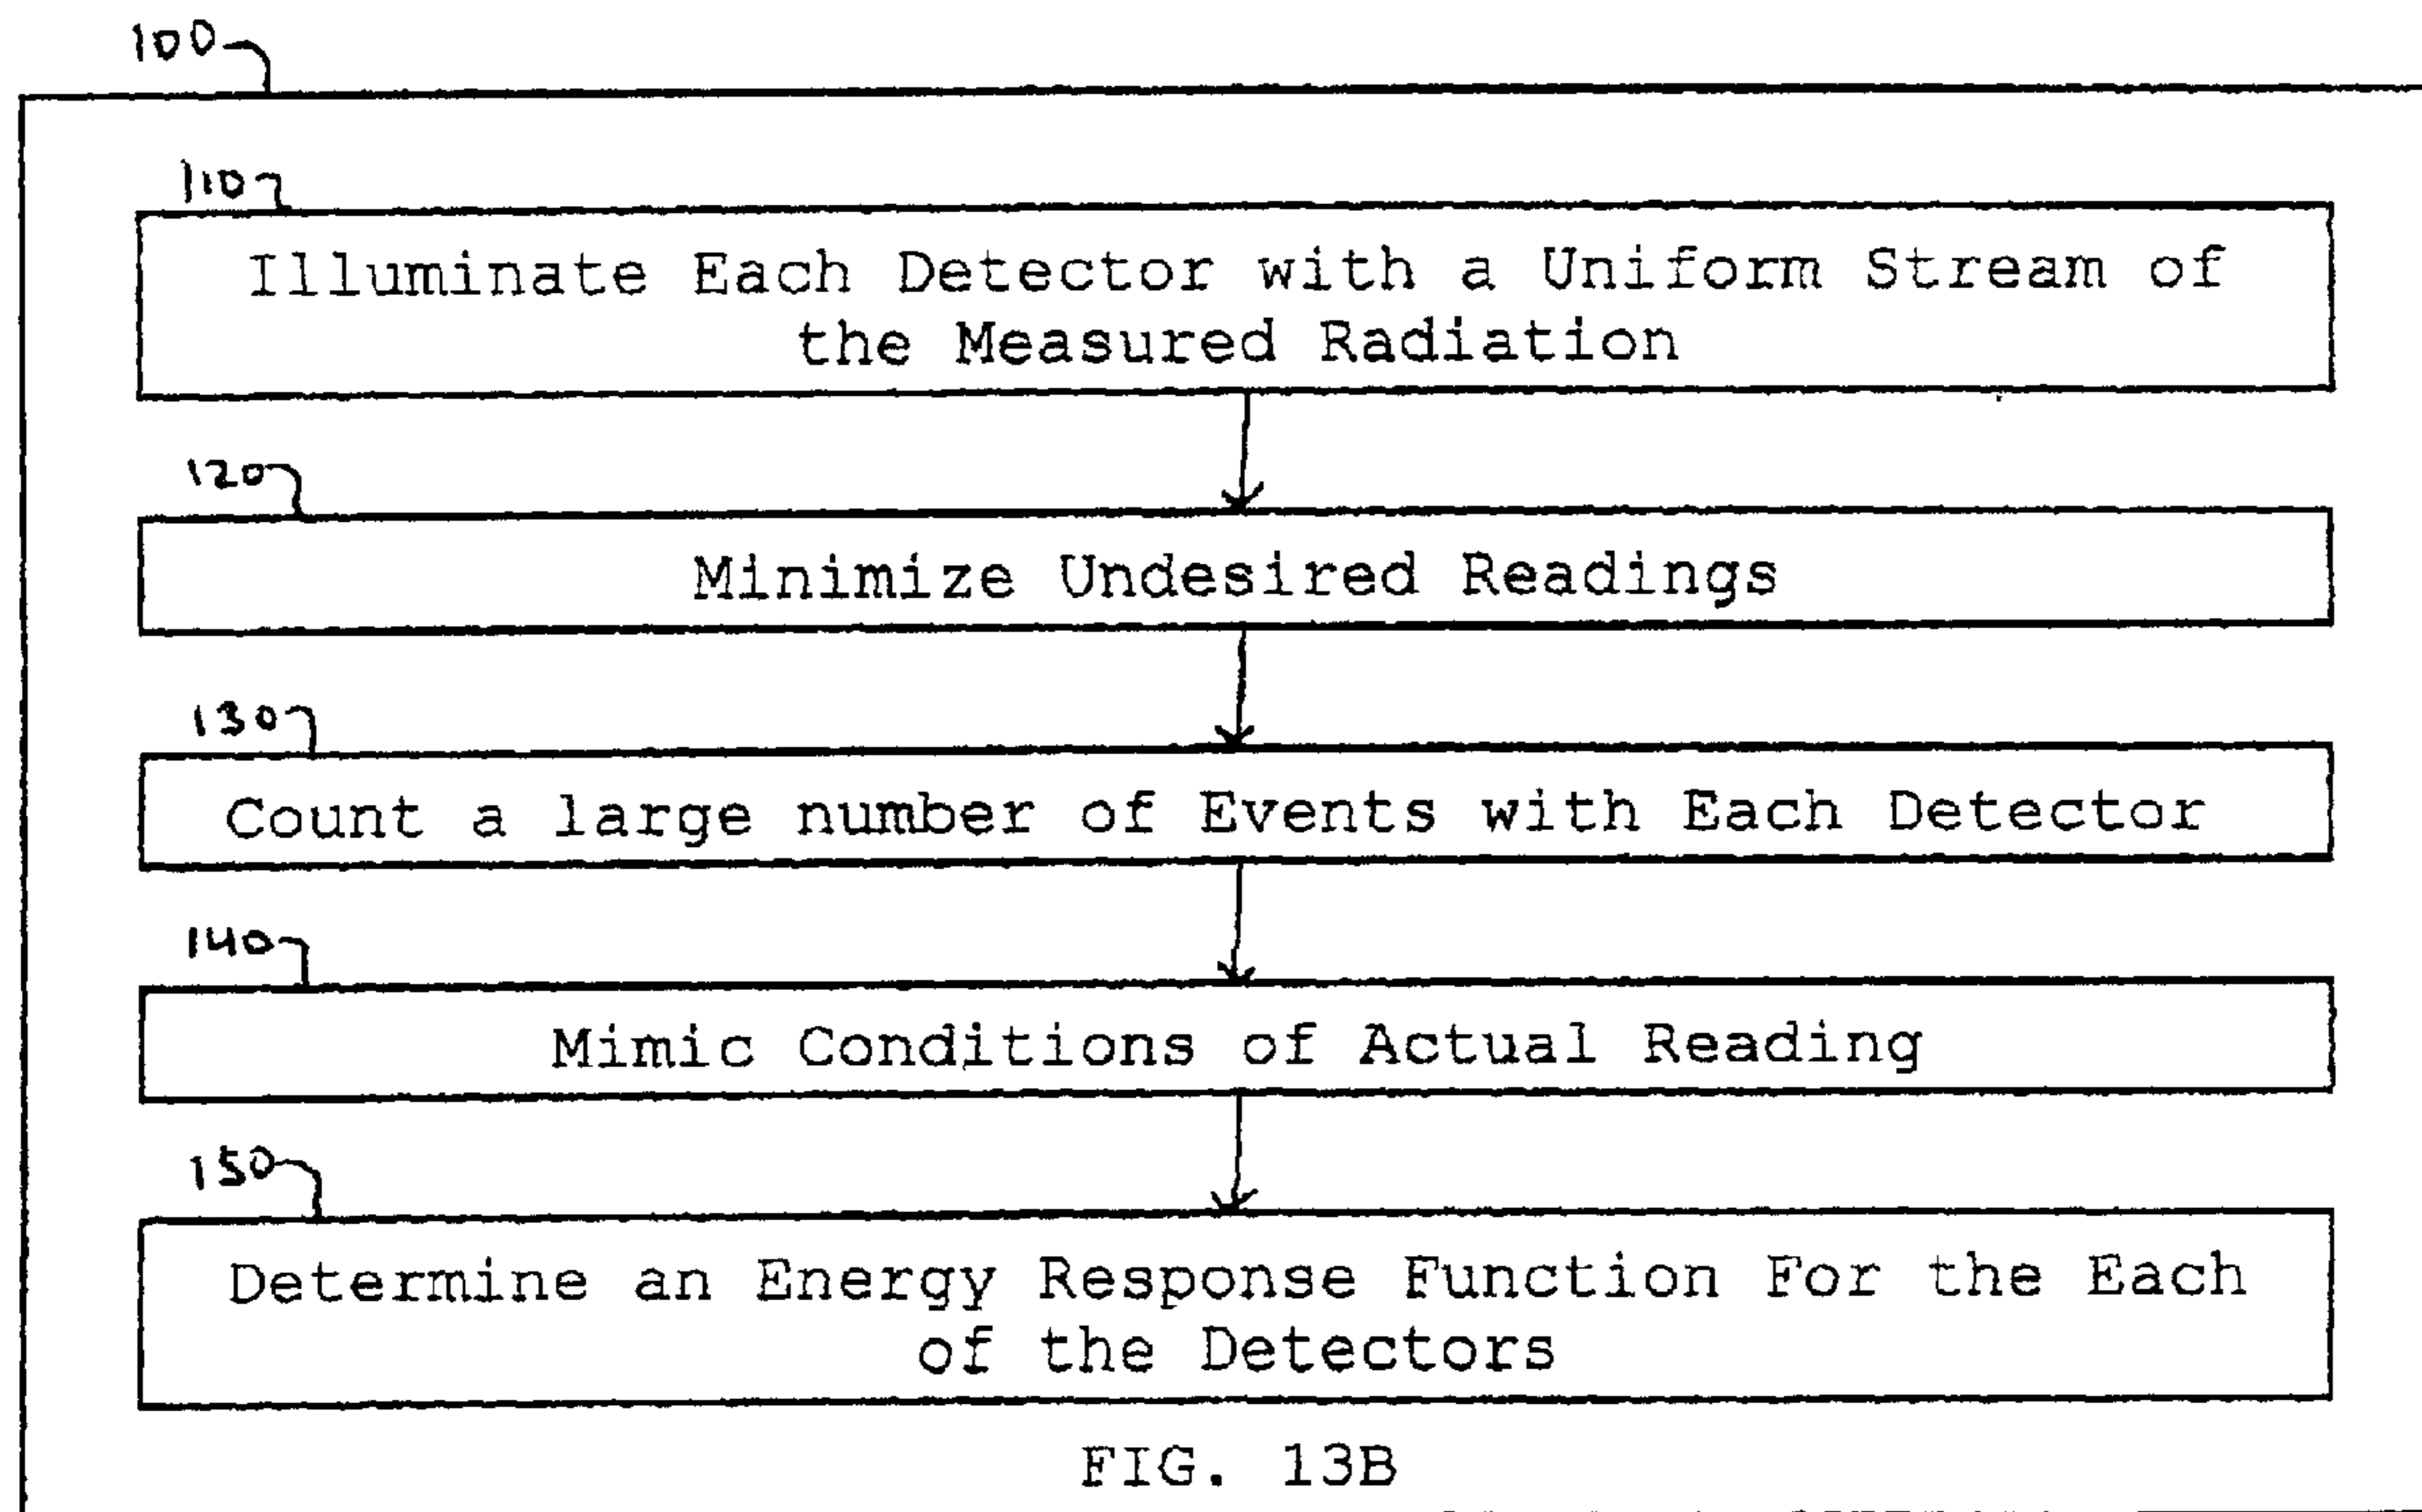 100
110
Illuminate Each Detector with a Uniform Stream of
the Measured Radiation
120
Minimize Undesired Readings
130
Count a large number of Events with Each Detector
140
Mimic Conditions of Actual Reading
150
Determine an Energy Response Function For the Each
of the Detectors
FIG. 13B